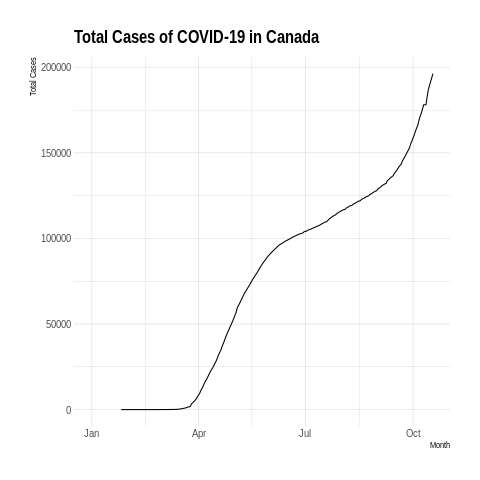 Total Cases of COVID-19 in Canada
Total Cases
200000
150000
100000
50000
0
Jan Apr Jul Oct
Month